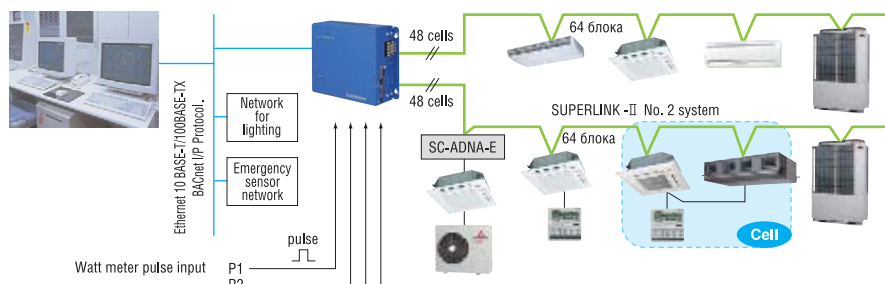 48 cells
64 блока
48 cells
SUPERLINK -II No. 2 system
64 блока
SC-ADNA-E
Ethernet 10 BASE-T/100BASE-TX
BACnet I/P Protocol.
Network
for
lighting
Emergency
sensor
network
Cell
pulse
Watt meter pulse input P1
P2